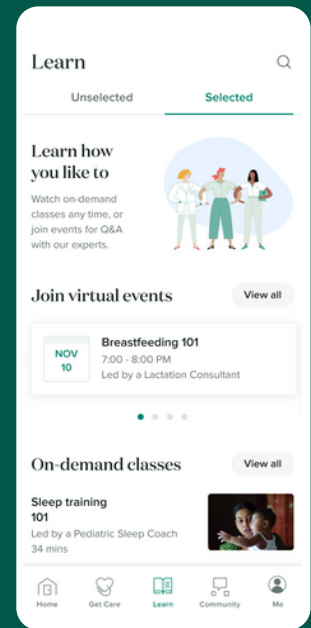 Learn
Unselected
Selected
Learn how
you like to
Watch on-demand
classes any time, or
join events for Q&A
with our experts.
Join virtual events
View all
NOV
10
Breastfeeding 101
7:00 - 8:00 PM
Led by a Lactation Consultant
On-demand classes
View all
Sleep training
101
Led by a Pediatric Sleep Coach
34 mins
Home
Get Care
Learn
Community
Me